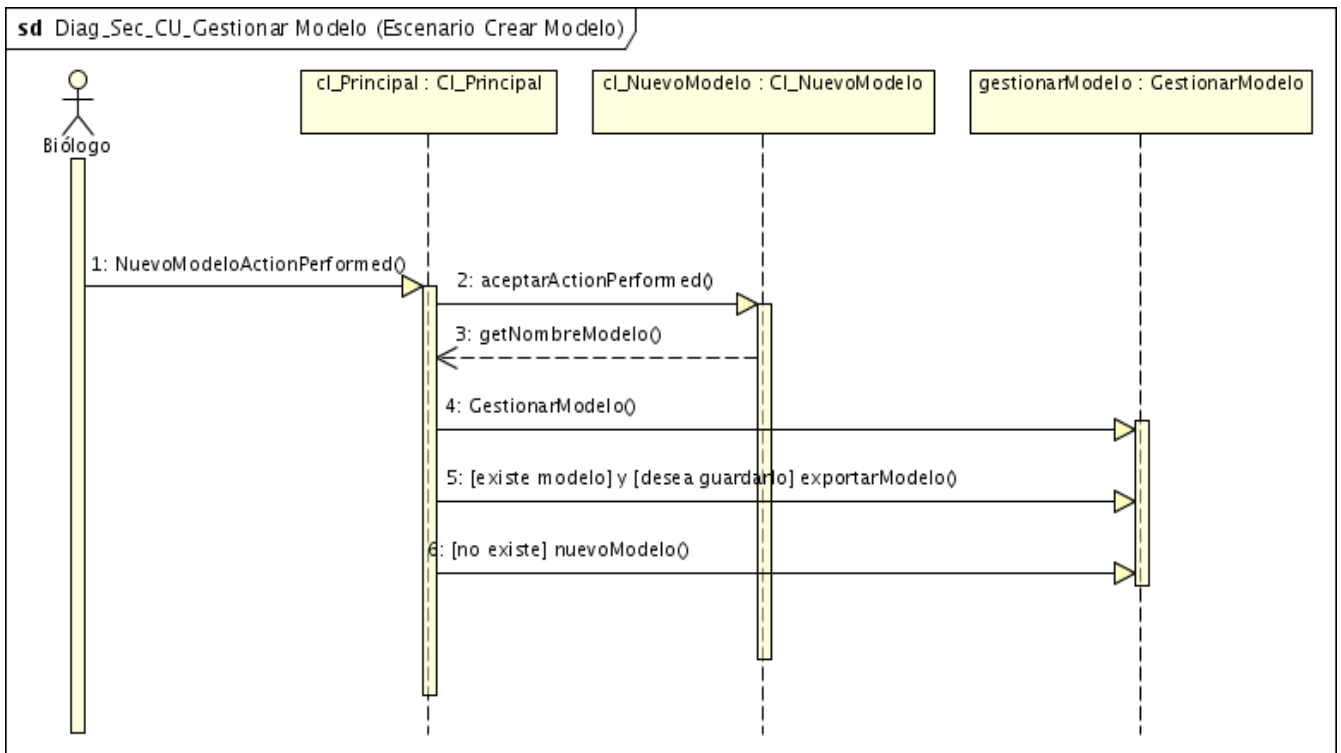 sd Diag_Sec_CU_Gestionar Modelo (Escenario Crear Modelo)
cl_Principal : Cl_Principal
cl_NuevoModelo : Cl_NuevoModelo
gestionarModelo : GestionarModelo
Biólogo
1: NuevoModeloActionPerformed()
2: aceptarActionPerformed()
3: getNombreModelo()
4: GestionarModelo()
5: [existe modelo] y [desea guardarlo] exportarModelo()
6: [no existe] nuevoModelo()